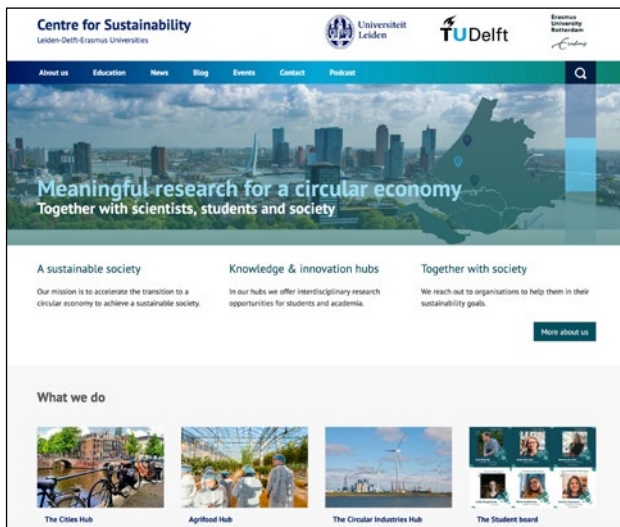 Centre for Sustainability
Leiden-Delft-Erasmus Universities
Universiteit
Leiden
TUDelft
Erasmus
University
Rotterdam
Erasmus
About us Education News Blog Events Contact Podcast
Meaningful research for a circular economy
Together with scientists, students and society
A sustainable society
Our mission is to accelerate the transition to a
circular economy to achieve a sustainable society.
Knowledge & innovation hubs
In our hubs we offer interdisciplinary research
opportunities for students and academia.
Together with society
We reach out to organisations to help them in their
sustainability goals.
More about us
What we do
The Cities Hub
Agrifood Hub
The Circular Industries Hub
The Student board